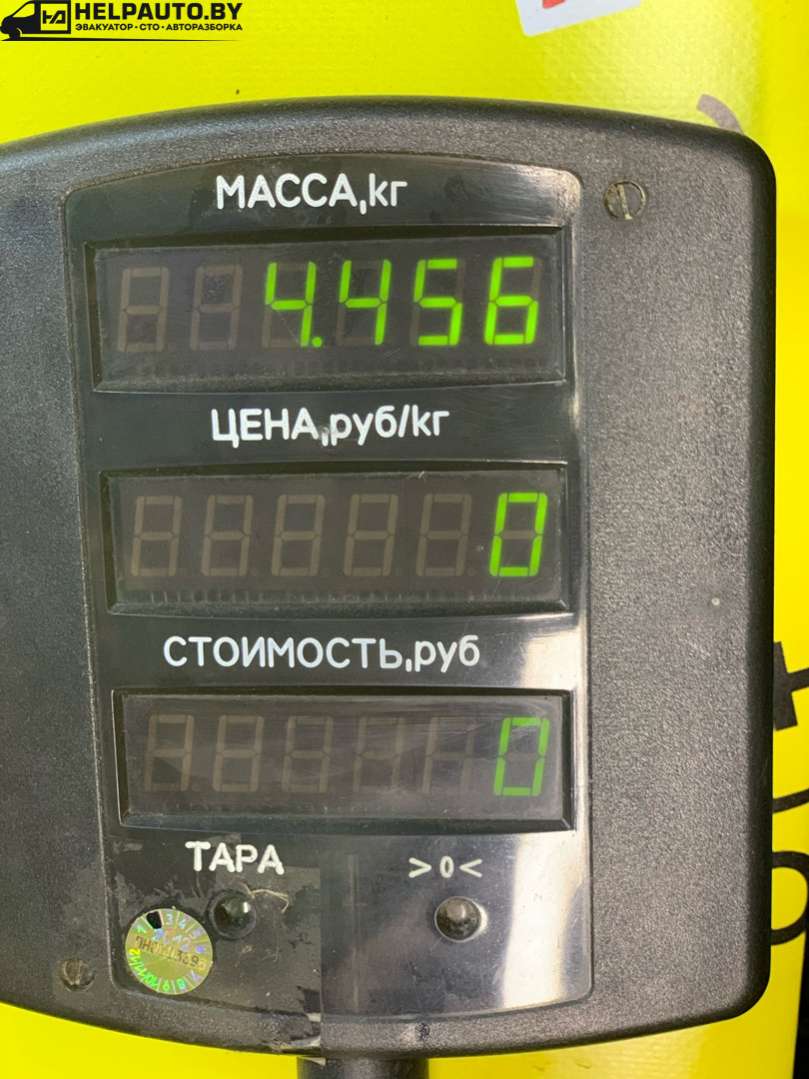 HELPAUTO.BY
ЭВАКУАТОР•СТО•АВТОРАЗБОРКА
МАССА,кг
4.456
ЦЕНА,руб/кг
0
СТОИМОСТЬ,руб
0
ТАРА >0<